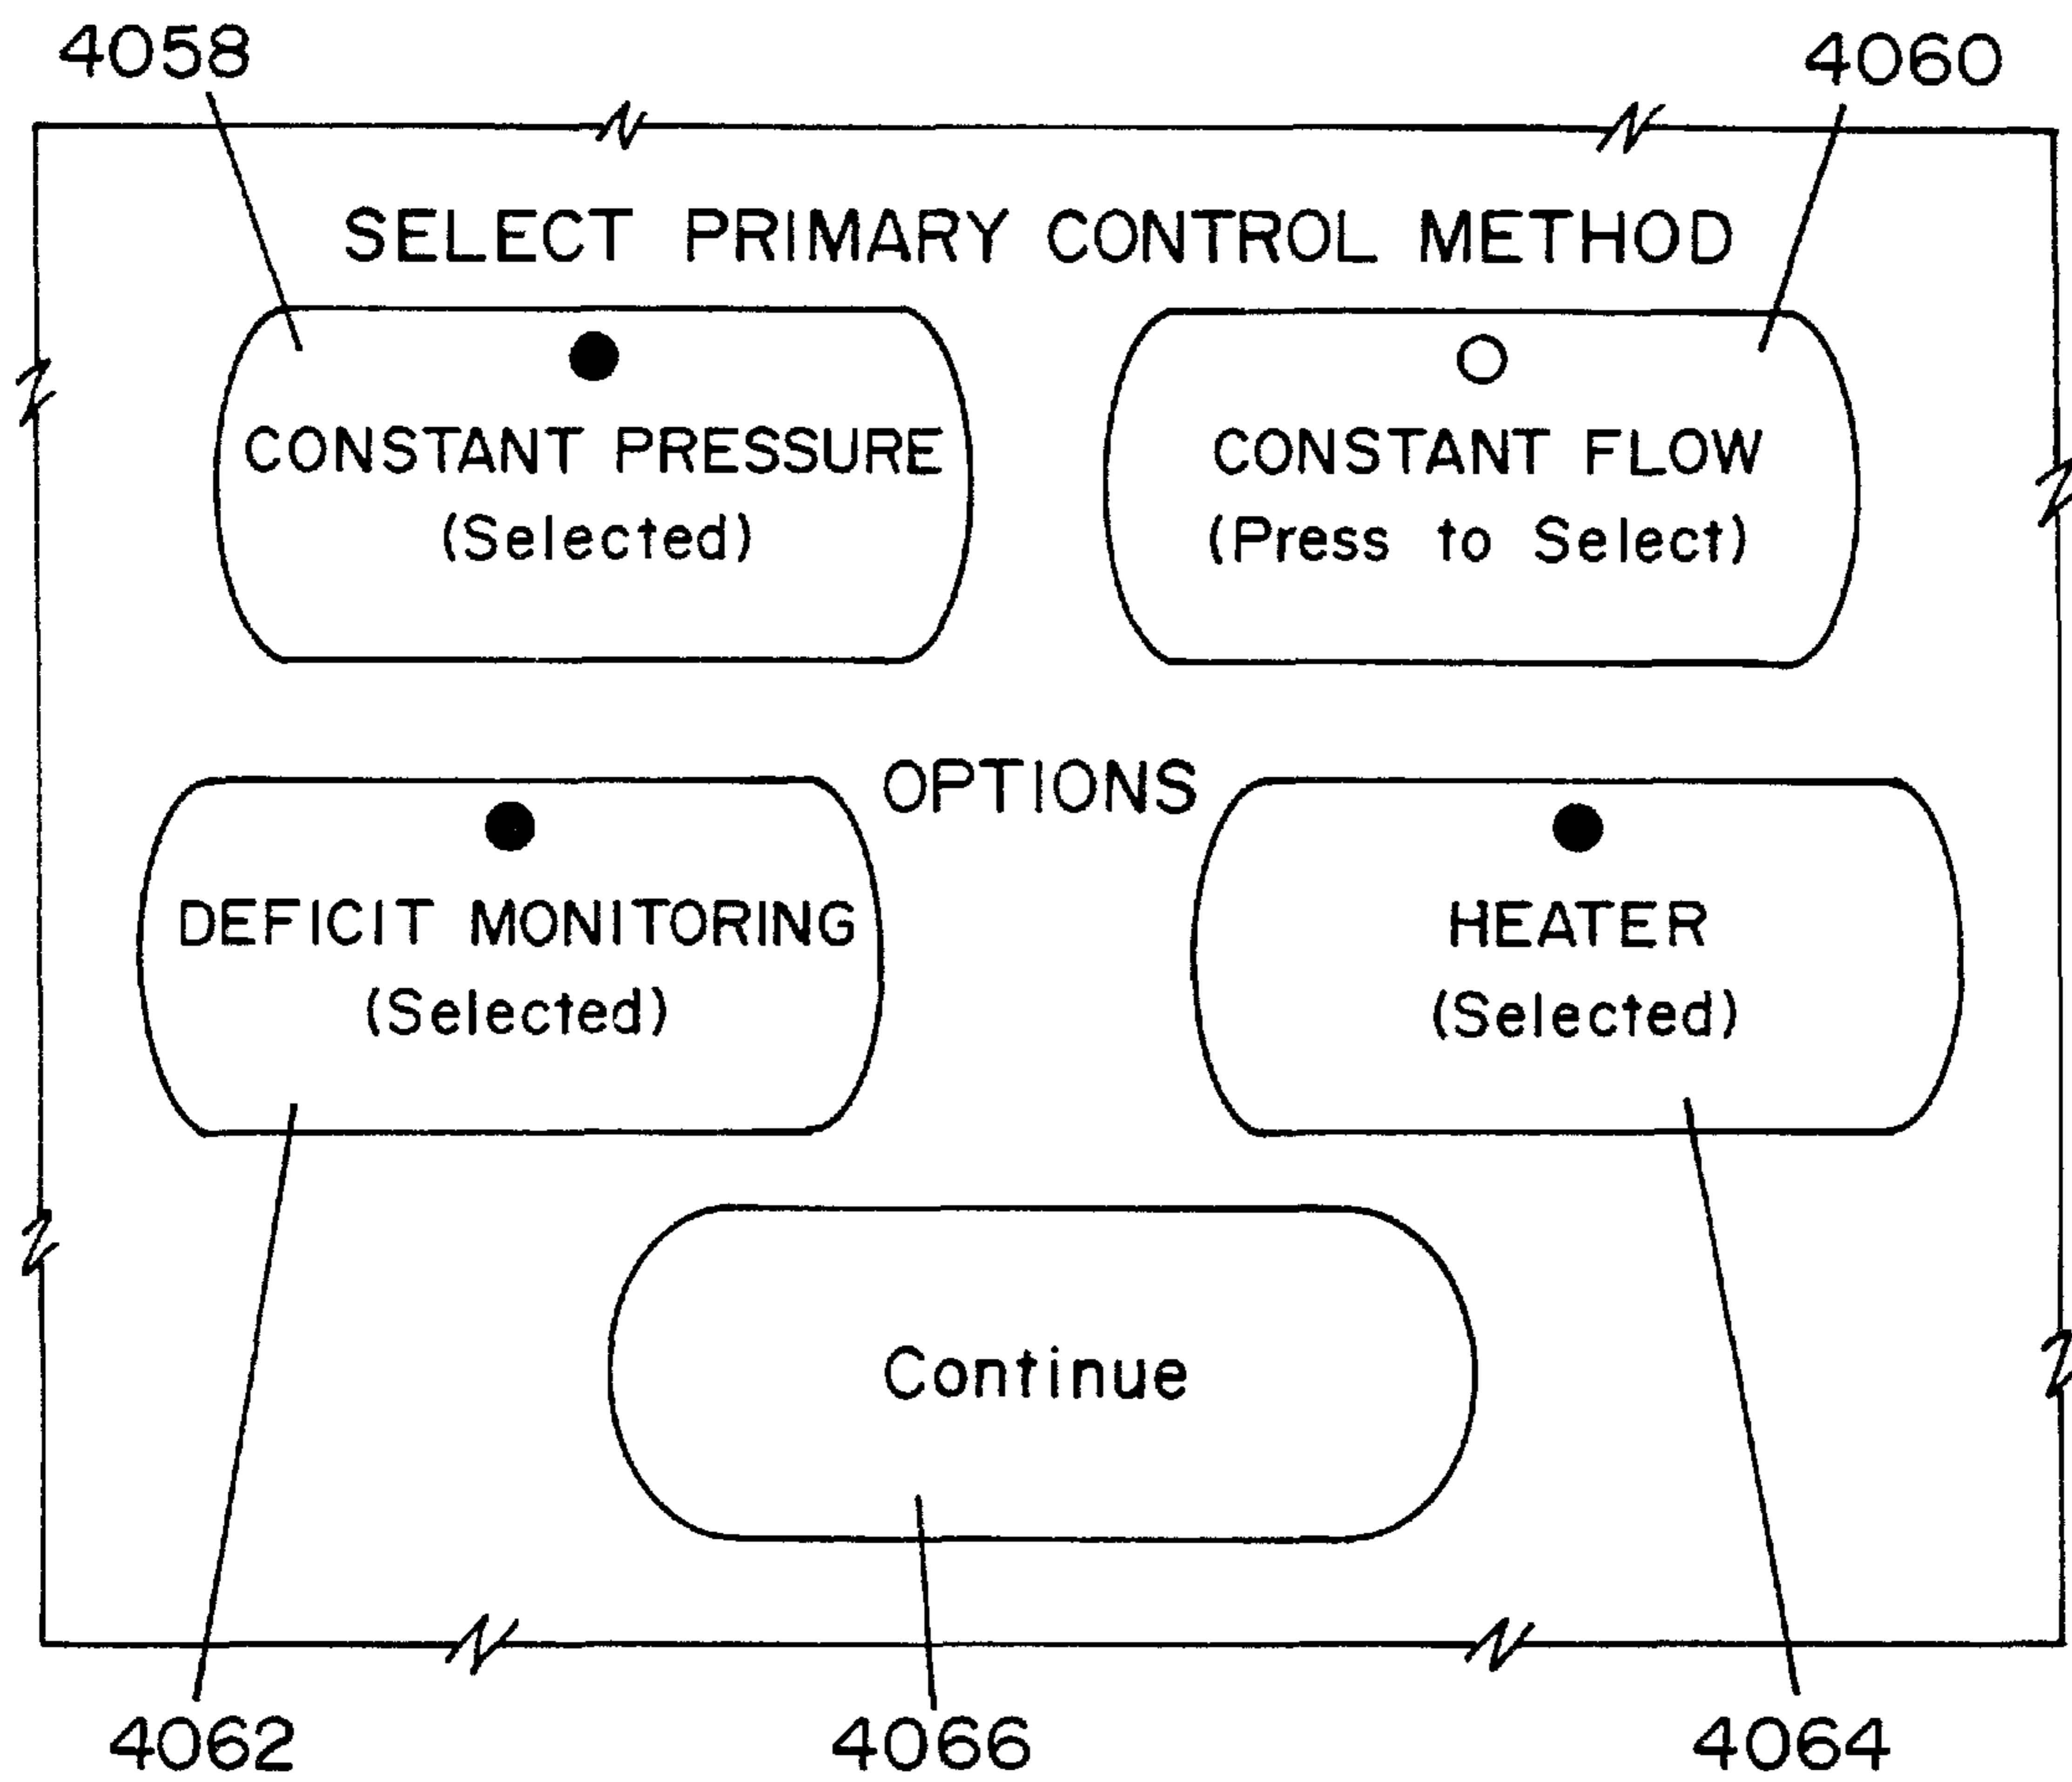 4058
4060
SELECT PRIMARY CONTROL METHOD
CONSTANT PRESSURE
(Selected)
CONSTANT FLOW
(Press to Select)
OPTIONS
DEFICIT MONITORING
(Selected)
HEATER
(Selected)
Continue
4062
4066
4064